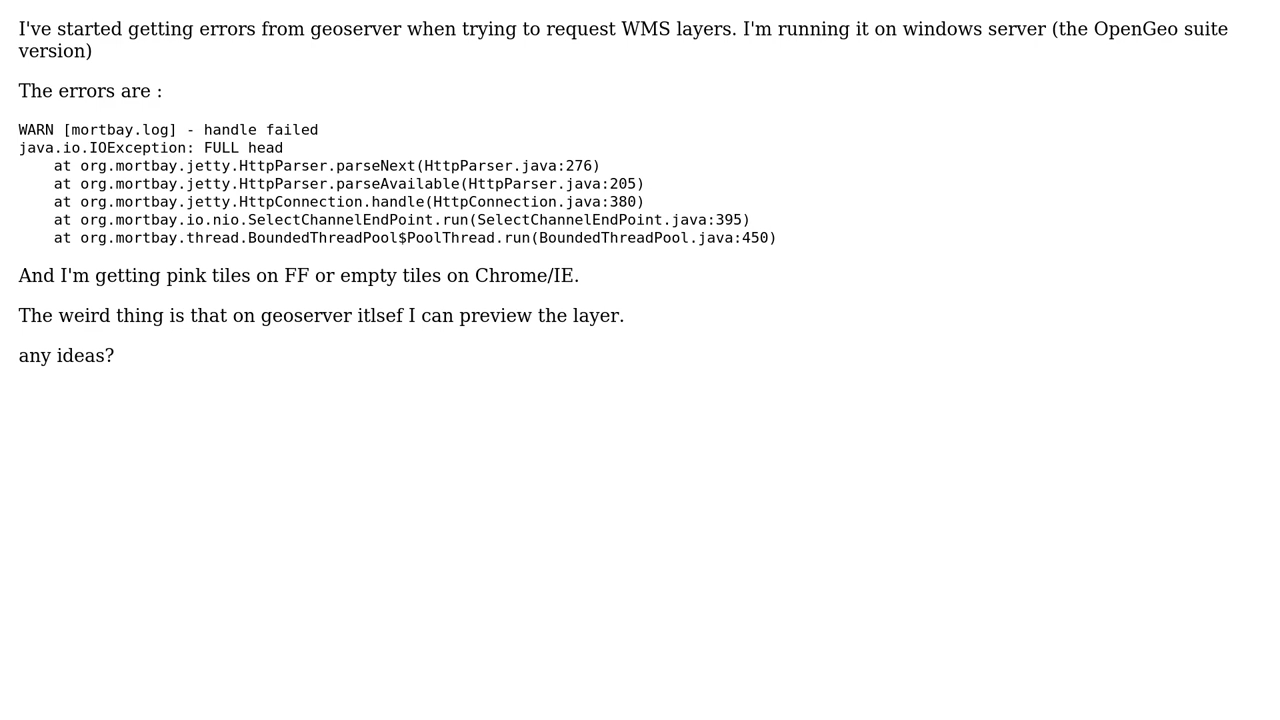 I've started getting errors from geoserver when trying to request WMS layers. I'm running it on windows server (the OpenGeo suite
version)
The errors are :
WARN [mortbay.log] - handle failed
java.io.IOException: FULL head
    at org.mortbay.jetty.HttpParser.parseNext(HttpParser.java:276)
    at org.mortbay.jetty.HttpParser.parseAvailable(HttpParser.java:205)
    at org.mortbay.jetty.HttpConnection.handle(HttpConnection.java:380)
    at org.mortbay.io.nio.SelectChannelEndPoint.run(SelectChannelEndPoint.java:395)
    at org.mortbay.thread.BoundedThreadPool$PoolThread.run(BoundedThreadPool.java:450)
And I'm getting pink tiles on FF or empty tiles on Chrome/IE.
The weird thing is that on geoserver itlsef I can preview the layer.
any ideas?